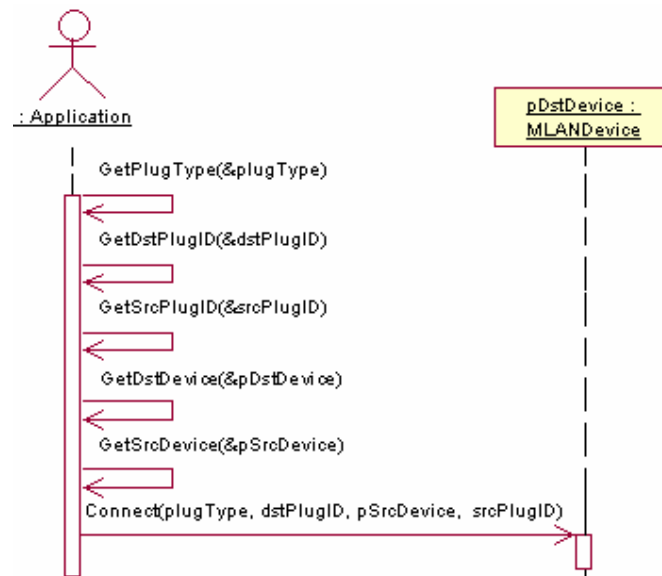 : Application
pDstDevice :
MLANDevice
GetPlugType(&plugType)
GetDstPlugID(&dstPlugID)
GetSrcPlugID(&srcPlugID)
GetDstDevice(&pDstDevice)
GetSrcDevice(&pSrcDevice)
Connect(plugType, dstPlugID, pSrcDevice, srcPlugID)